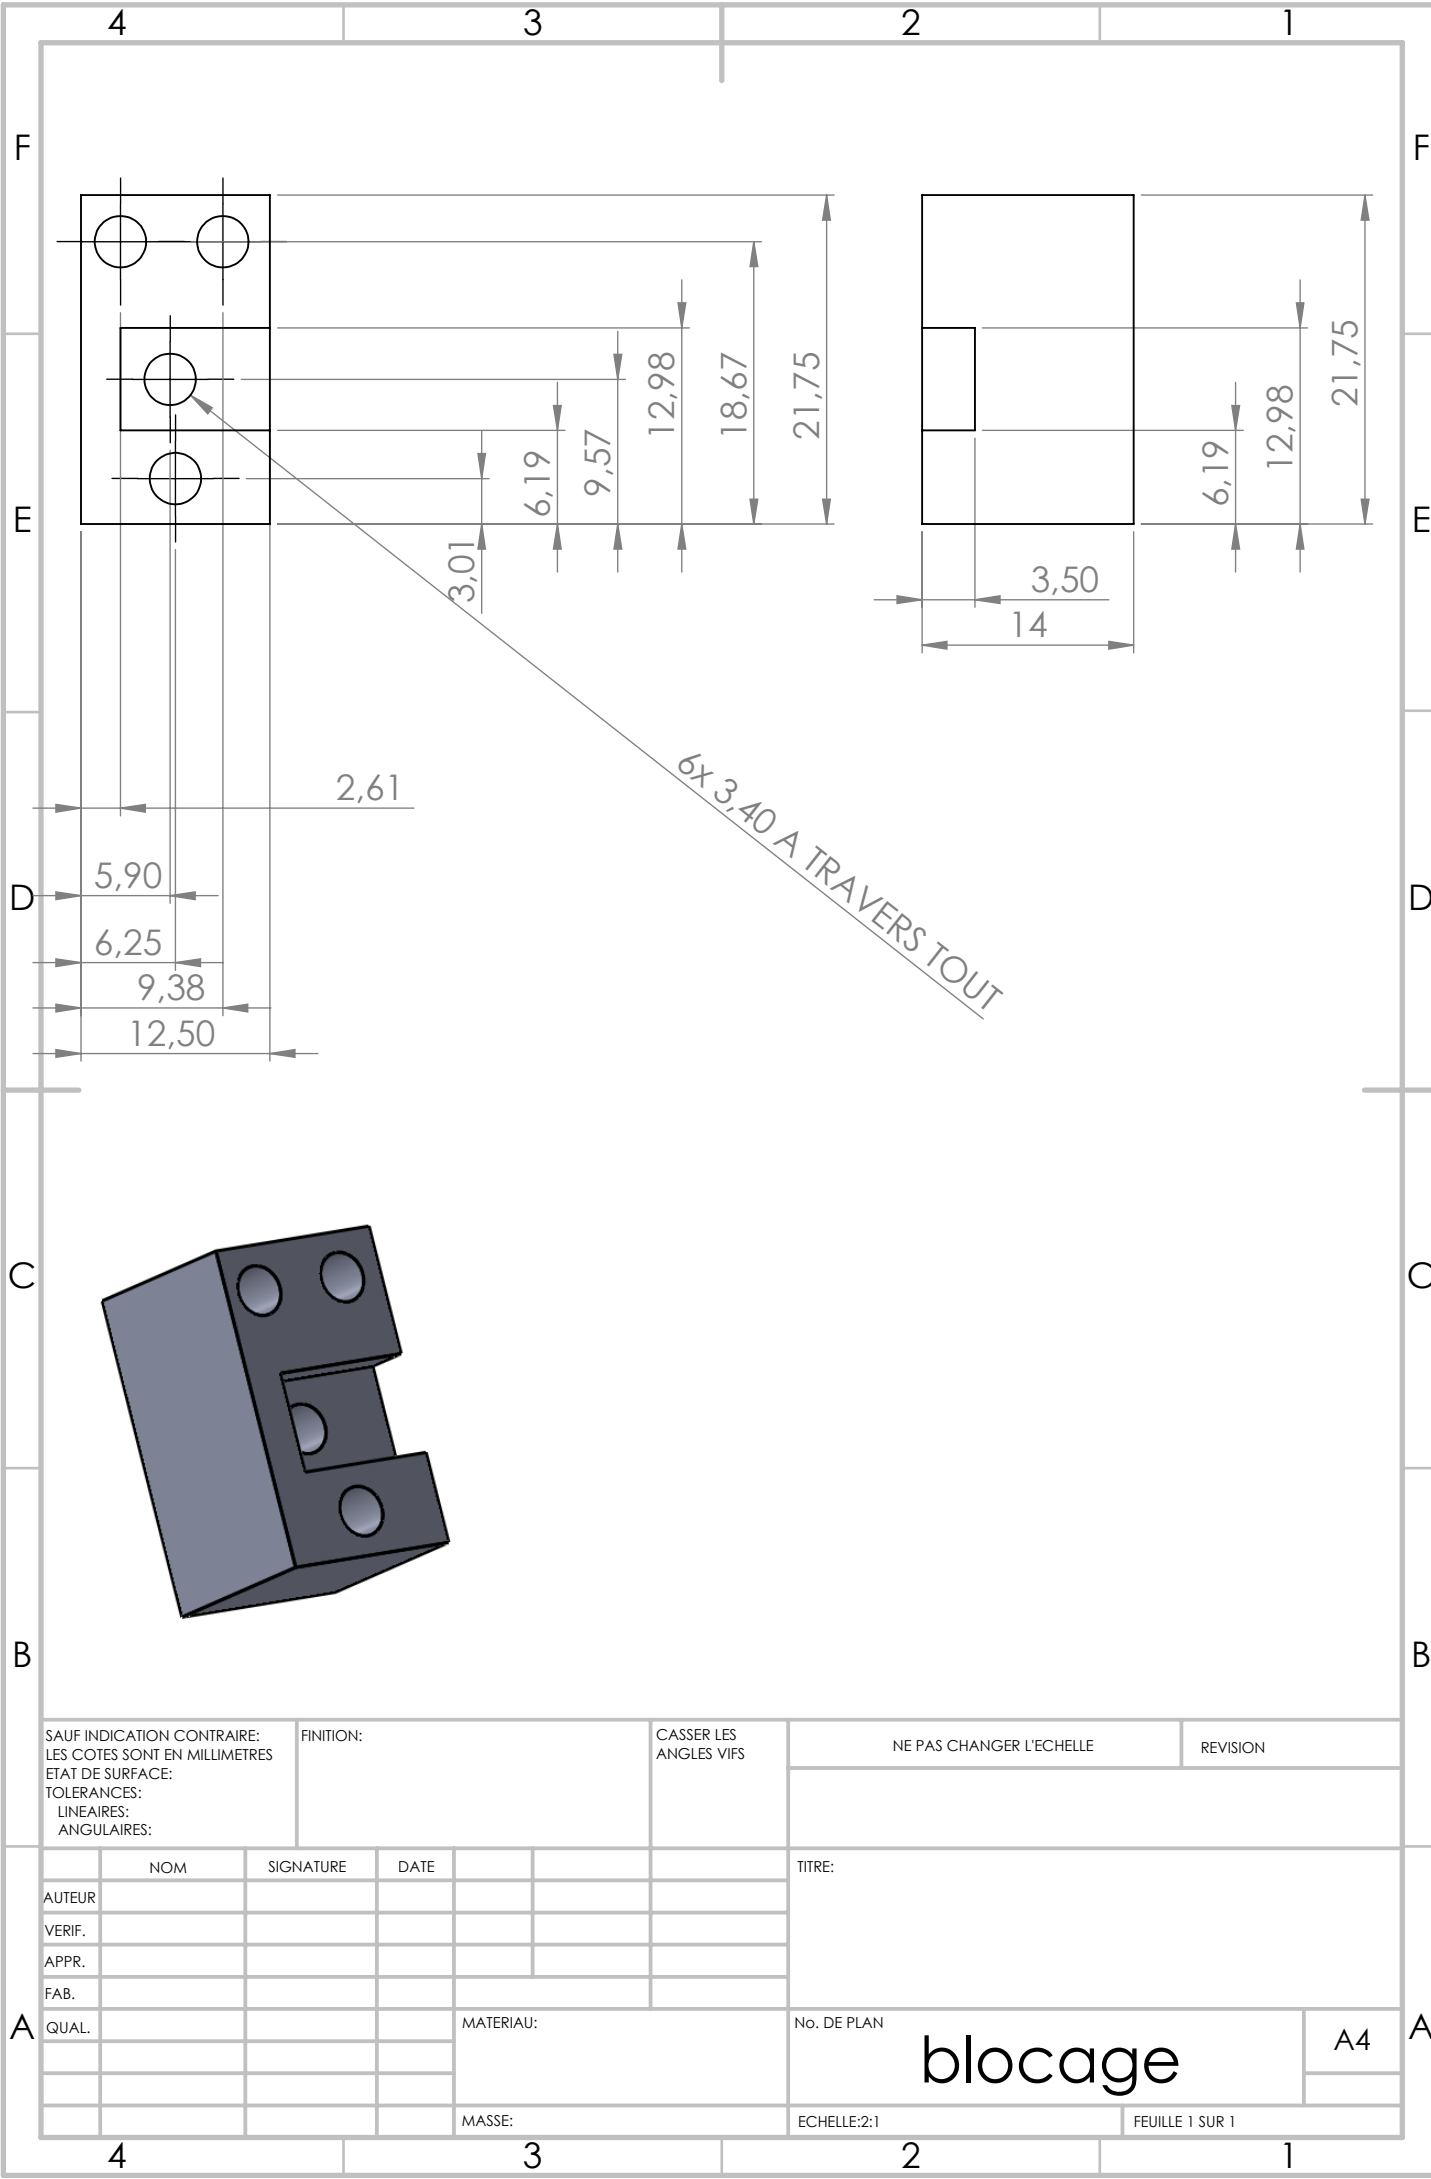 4 3 2 1
F F
21,75
18,67
12,98
9,57
6,19
3,01
21,75
12,98
6,19
3,50
14
E E
2,61
5,90
6,25
9,38
12,50
6X 3,40 A TRAVERS TOUT
D D
C C
B B
SAUF INDICATION CONTRAIRE:
LES COTES SONT EN MILLIMETRES
ETAT DE SURFACE:
TOLERANCES:
LINEAIRES:
ANGULAIRES:
FINITION:
CASSER LES
ANGLES VIFS
NE PAS CHANGER L'ECHELLE
REVISION
NOM SIGNATURE DATE
TITRE:
AUTEUR
VERIF.
APPR.
FAB.
QUAL.
MATERIAU:
No. DE PLAN
blocage
A4
A A
MASSE:
ECHELLE:2:1
FEUILLE 1 SUR 1
4 3 2 1